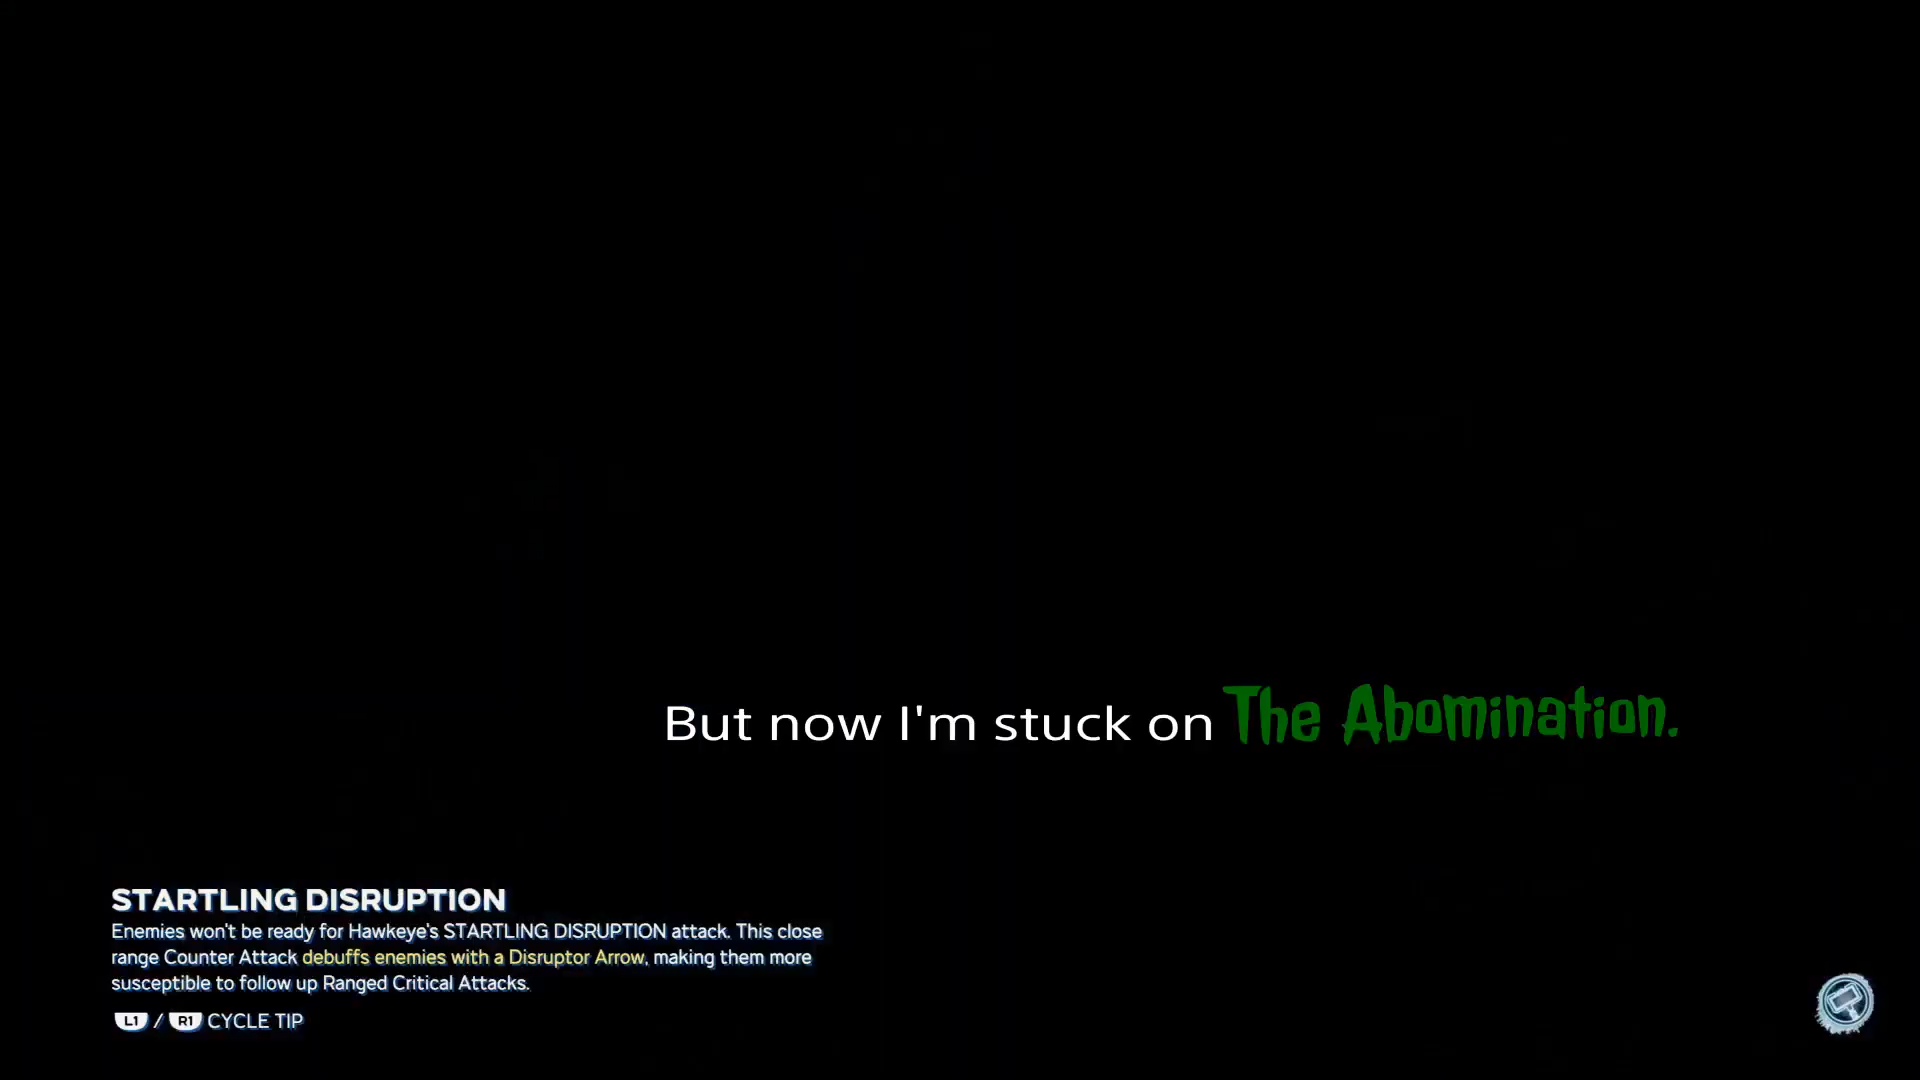 But now I'm stuck on The Abomination.
STARTLING DISRUPTION
Enemies won't be ready for Hawkeye's STARTLING DISRUPTION attack. This close
range Counter Attack debuffs enemies with a Disruptor Arrow, making them more
susceptible to follow up Ranged Critical Attacks.
L1 / R1 CYCLE TIP